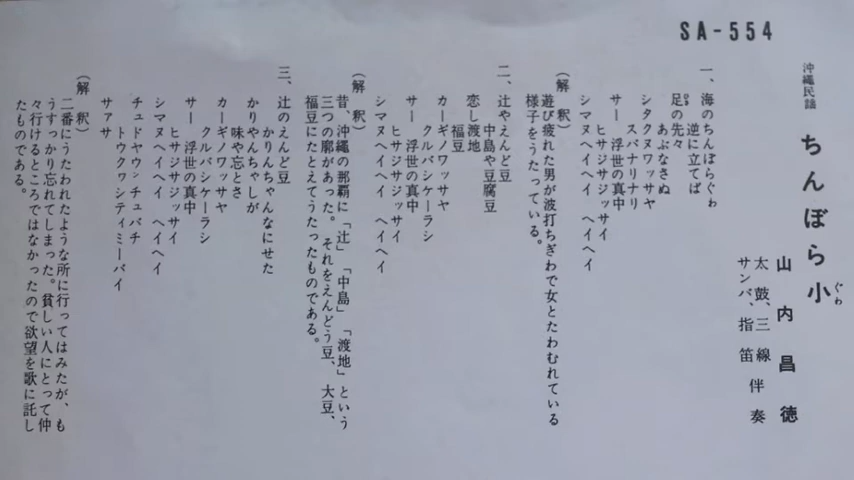 SA-554
沖縄民謡
ちんぼら小
ぐわ
山内昌徳
太鼓、三線伴奏
サンバ、指笛
一、海のちんぼらぐわ
逆に立てば
足の先々
あぶなさぬ
シタクヌワッサヤ
スバナリナリ
サー 浮世の真中
ヒサジサジッサイ
シマヌヘイヘイ ヘイヘイ
(解 釈)
遊び疲れた男が波打ちぎわで女とたわむれている
様子をうたっている。
二、辻やえんど豆
中島や豆腐豆
恋し渡地
福豆
カーギノワッサヤ
クルバシケーラシ
サー 浮世の真中
ヒサジサジッサイ
シマヌヘイヘイ ヘイヘイ
(解 釈)
昔、沖縄の那覇に「辻」「中島」「渡地」という
三つの廓があった。それをえんどう豆、大豆、
福豆にたとえてうたったものである。
三、辻のえんど豆
かりんちゃんなにせた
かりやんちゃしが
味や忘とさ
カーギノワッサヤ
クルバシケーラシ
サー 浮世の真中
ヒサジサジッサイ
シマヌヘイヘイ ヘイヘイ
チュドヤウッチュバチ
トウクワシティミーバイ
サァサ
(解 釈)
二番にうたわれたような所に行ってはみたが、も
うすっかり忘れてしまった。貧しい人にとって仲
々行けるところではなかったので欲望を歌に託し
たものである。